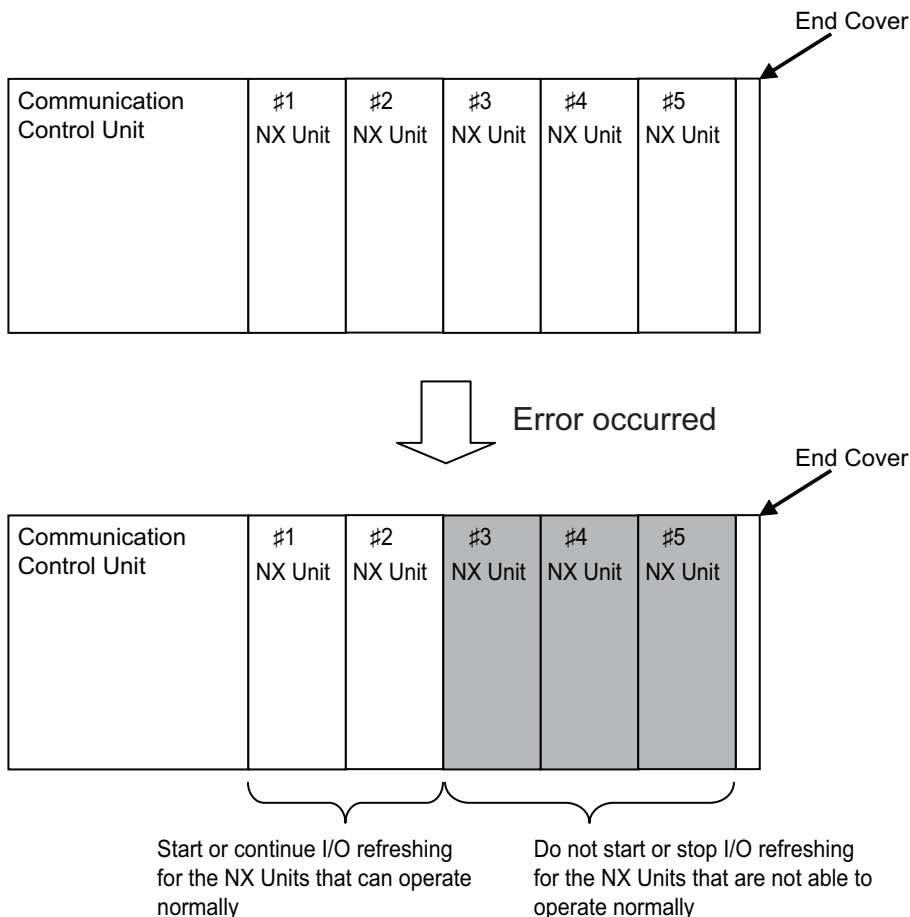 End Cover
Communication
Control Unit
♯1
NX Unit
♯2
NX Unit
♯3
NX Unit
♯4
NX Unit
♯5
NX Unit
Error occurred
End Cover
Communication
Control Unit
♯1
NX Unit
♯2
NX Unit
♯3
NX Unit
♯4
NX Unit
♯5
NX Unit
Start or continue I/O refreshing
for the NX Units that can operate
normally
Do not start or stop I/O refreshing
for the NX Units that are not able to
operate normally